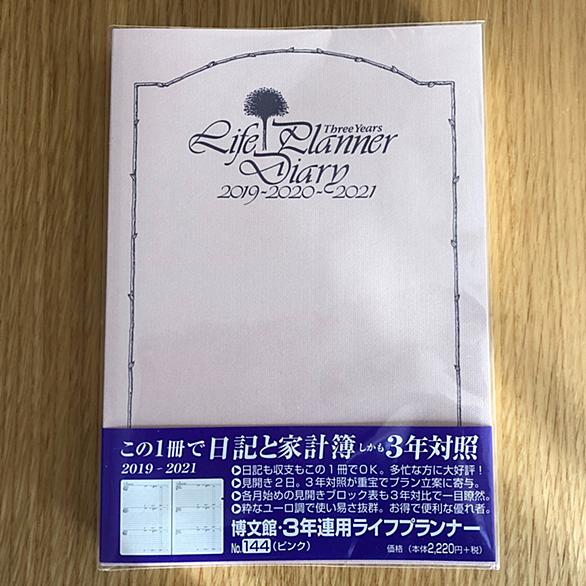 Three Years
Life Planner
Diary
2019-2020-2021
この1冊で日記と家計簿しかも3年対照
2019-2021
▶日記も収支もこの1冊でOK。多忙な方に大好評！
▶見開き2日。3年対照が重宝でプラン立案に寄与。
▶各月始めの見開きブロック表も3年対比で一目瞭然。
▶粋なユーロ調で使い易さ抜群。お得で便利な優れ者。
博文館・3年連用ライフプランナー
No.144(ピンク)
価格（本体2,220円+税）